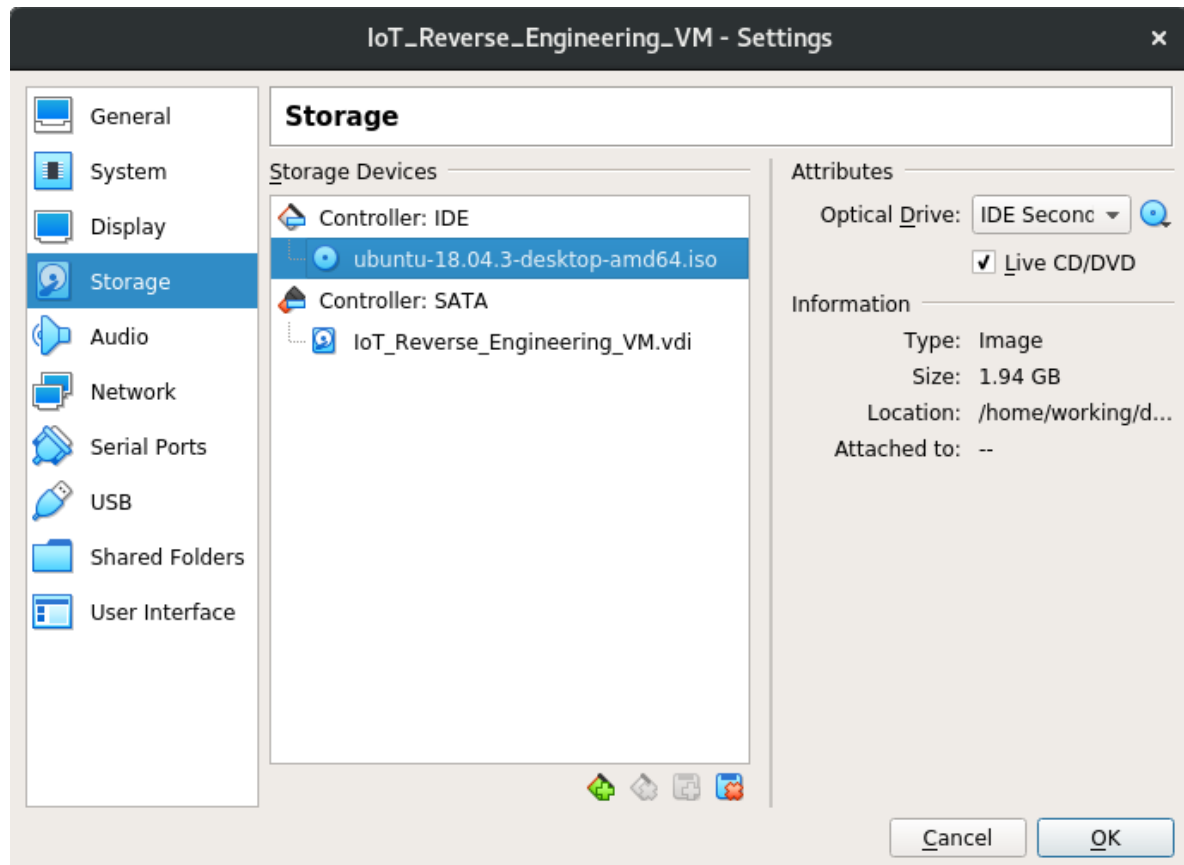 IoT_Reverse_Engineering_VM - Settings
General
System
Display
Storage
Audio
Network
Serial Ports
USB
Shared Folders
User Interface
Storage
Storage Devices
Controller: IDE
ubuntu-18.04.3-desktop-amd64.iso
Controller: SATA
IoT_Reverse_Engineering_VM.vdi
Attributes
Optical Drive: IDE Second
Live CD/DVD
Information
Type: Image
Size: 1.94 GB
Location: /home/working/d...
Attached to: --
Cancel OK